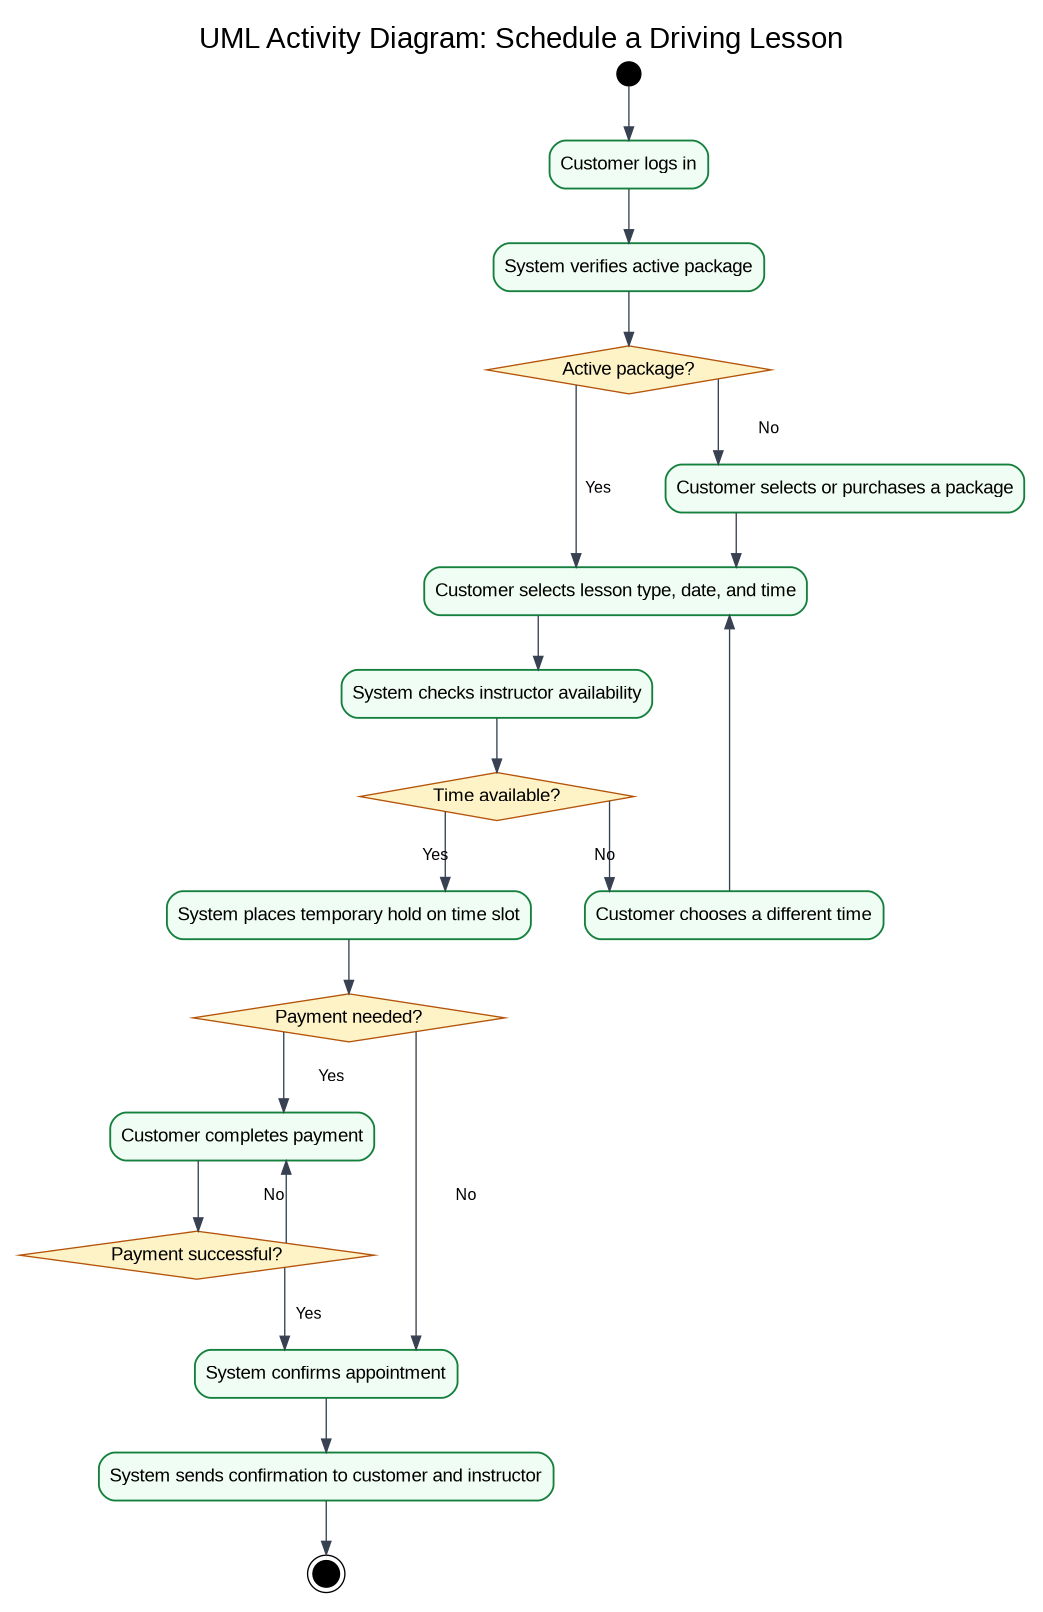 UML Activity Diagram: Schedule a Driving Lesson
Customer logs in
System verifies active package
Active package?
No
Yes
Customer selects or purchases a package
Customer selects lesson type, date, and time
System checks instructor availability
Time available?
Yes
No
System places temporary hold on time slot
Customer chooses a different time
Payment needed?
Yes
Customer completes payment
No
No
Payment successful?
Yes
System confirms appointment
System sends confirmation to customer and instructor